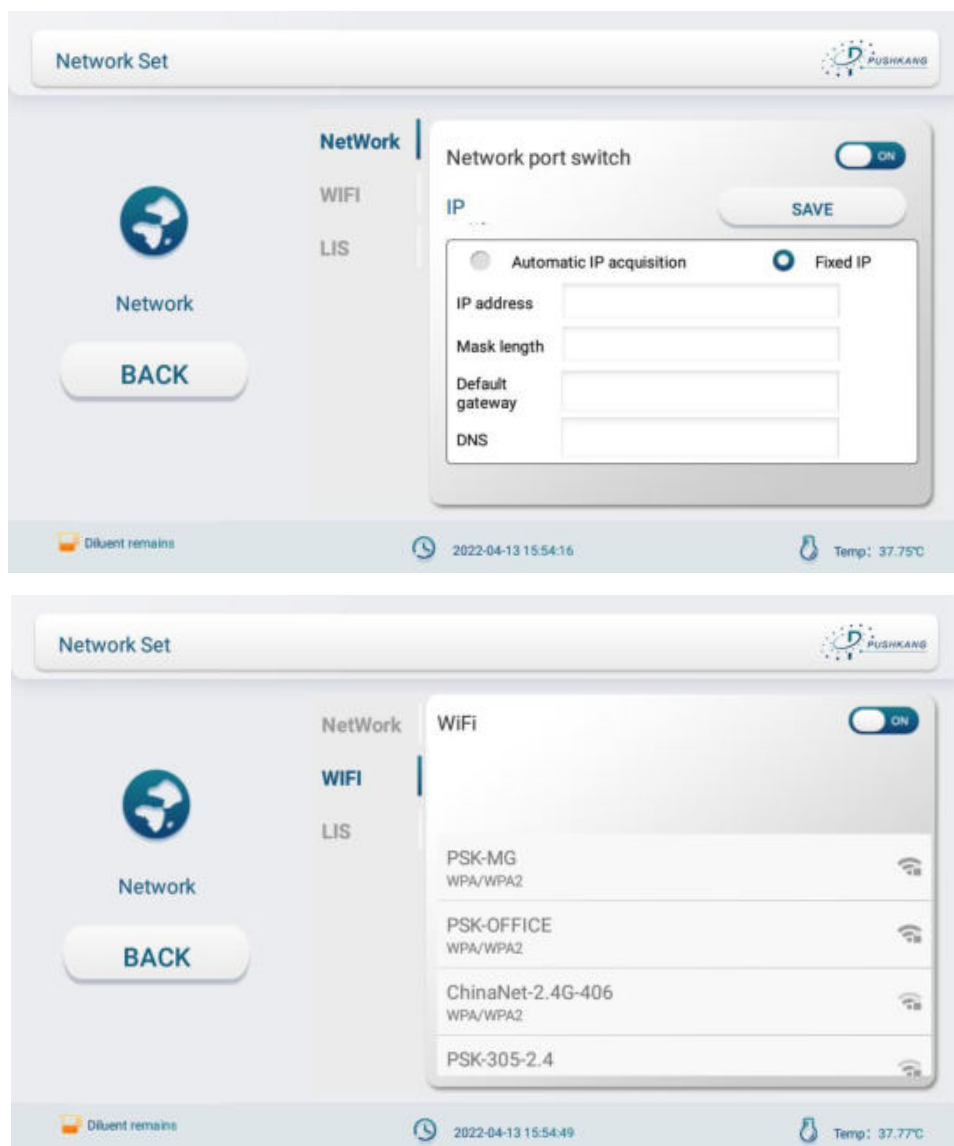 Network Set
PUSHKANG
NetWork
WIFI
LIS
Network
BACK
Network port switch
ON
IP
SAVE
Automatic IP acquisition
Fixed IP
IP address
Mask length
Default
gateway
DNS
Diluent remains
2022-04-13 15:54:16
Temp: 37.75℃
Network Set
PUSHKANG
NetWork
WIFI
LIS
Network
BACK
WiFi
ON
PSK-MG
WPA/WPA2
PSK-OFFICE
WPA/WPA2
ChinaNet-2.4G-406
WPA/WPA2
PSK-305-2.4
Diluent remains
2022-04-13 15:54:49
Temp: 37.77℃